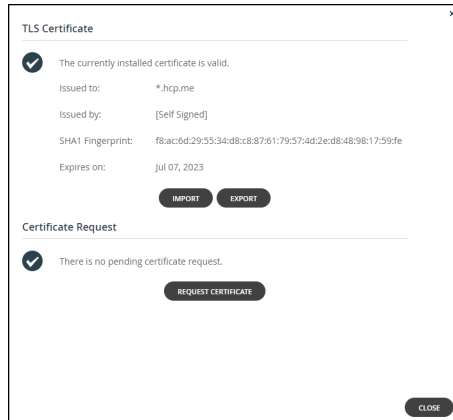 ×
TLS Certificate
The currently installed certificate is valid.
Issued to: *.hcp.me
Issued by: [Self Signed]
SHA1 Fingerprint: f8:ac:6d:29:55:34:d8:c8:87:61:79:57:4d:2e:d8:48:98:17:59:fe
Expires on: Jul 07, 2023
IMPORT EXPORT
Certificate Request
There is no pending certificate request.
REQUEST CERTIFICATE
CLOSE